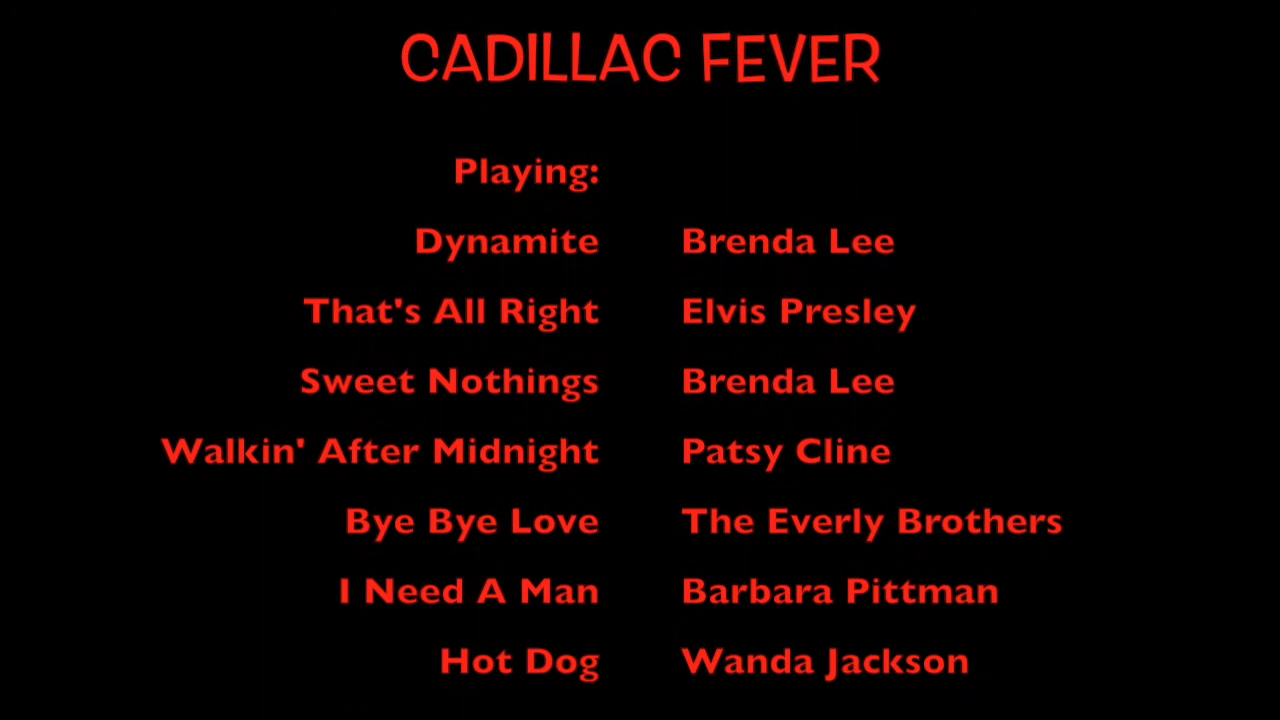 CADILLAC FEVER
Playing:
Dynamite Brenda Lee
That's All Right Elvis Presley
Sweet Nothings Brenda Lee
Walkin' After Midnight Patsy Cline
Bye Bye Love The Everly Brothers
I Need A Man Barbara Pittman
Hot Dog Wanda Jackson